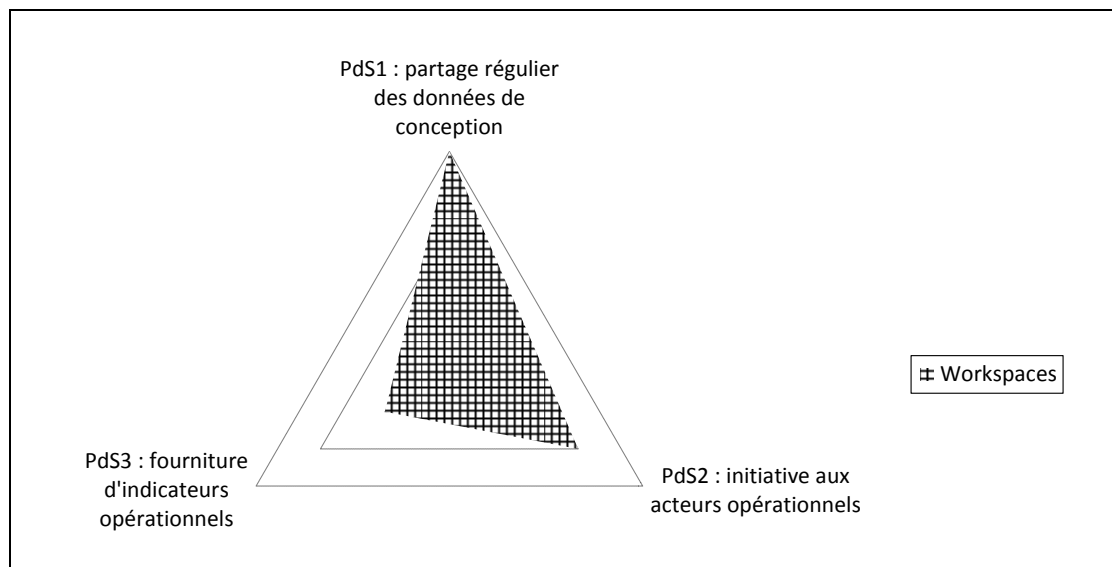 PdS1 : partage régulier
des données de
conception
Workspaces
PdS3 : fourniture
d'indicateurs
opérationnels
PdS2 : initiative aux
acteurs opérationnels